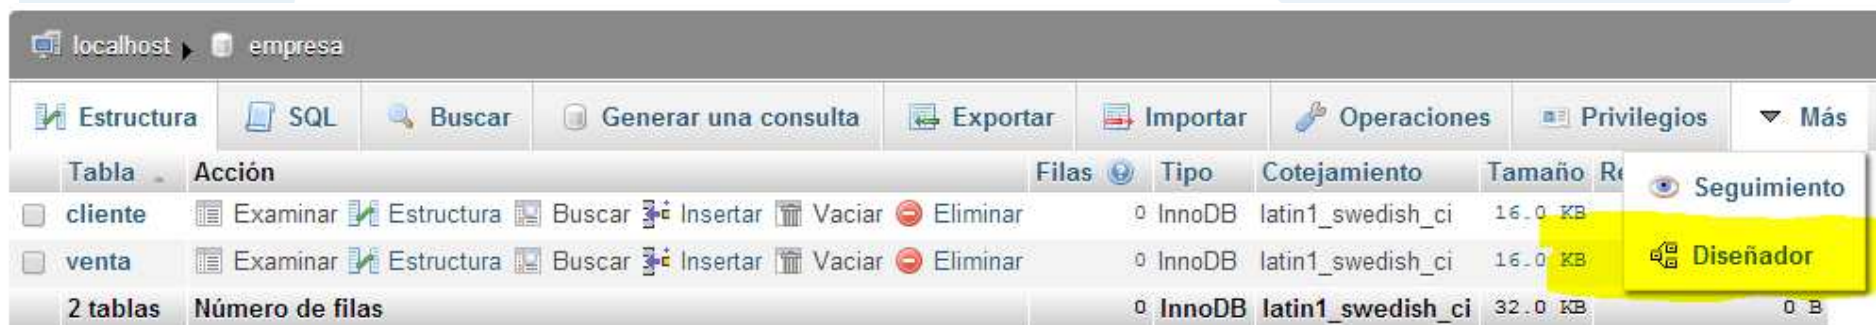 localhost empresa
Estructura SQL Buscar Generar una consulta Exportar Importar Operaciones Privilegios Más
Tabla Acción Filas Tipo Cotejamiento Tamaño
Seguimiento
cliente Examinar Estructura Buscar Insertar Vaciar Eliminar 0 InnoDB latin1_swedish_ci 16.0 KB
Diseñador
venta Examinar Estructura Buscar Insertar Vaciar Eliminar 0 InnoDB latin1_swedish_ci 16.0 KB
2 tablas Número de filas 0 InnoDB latin1_swedish_ci 32.0 KB 0 B